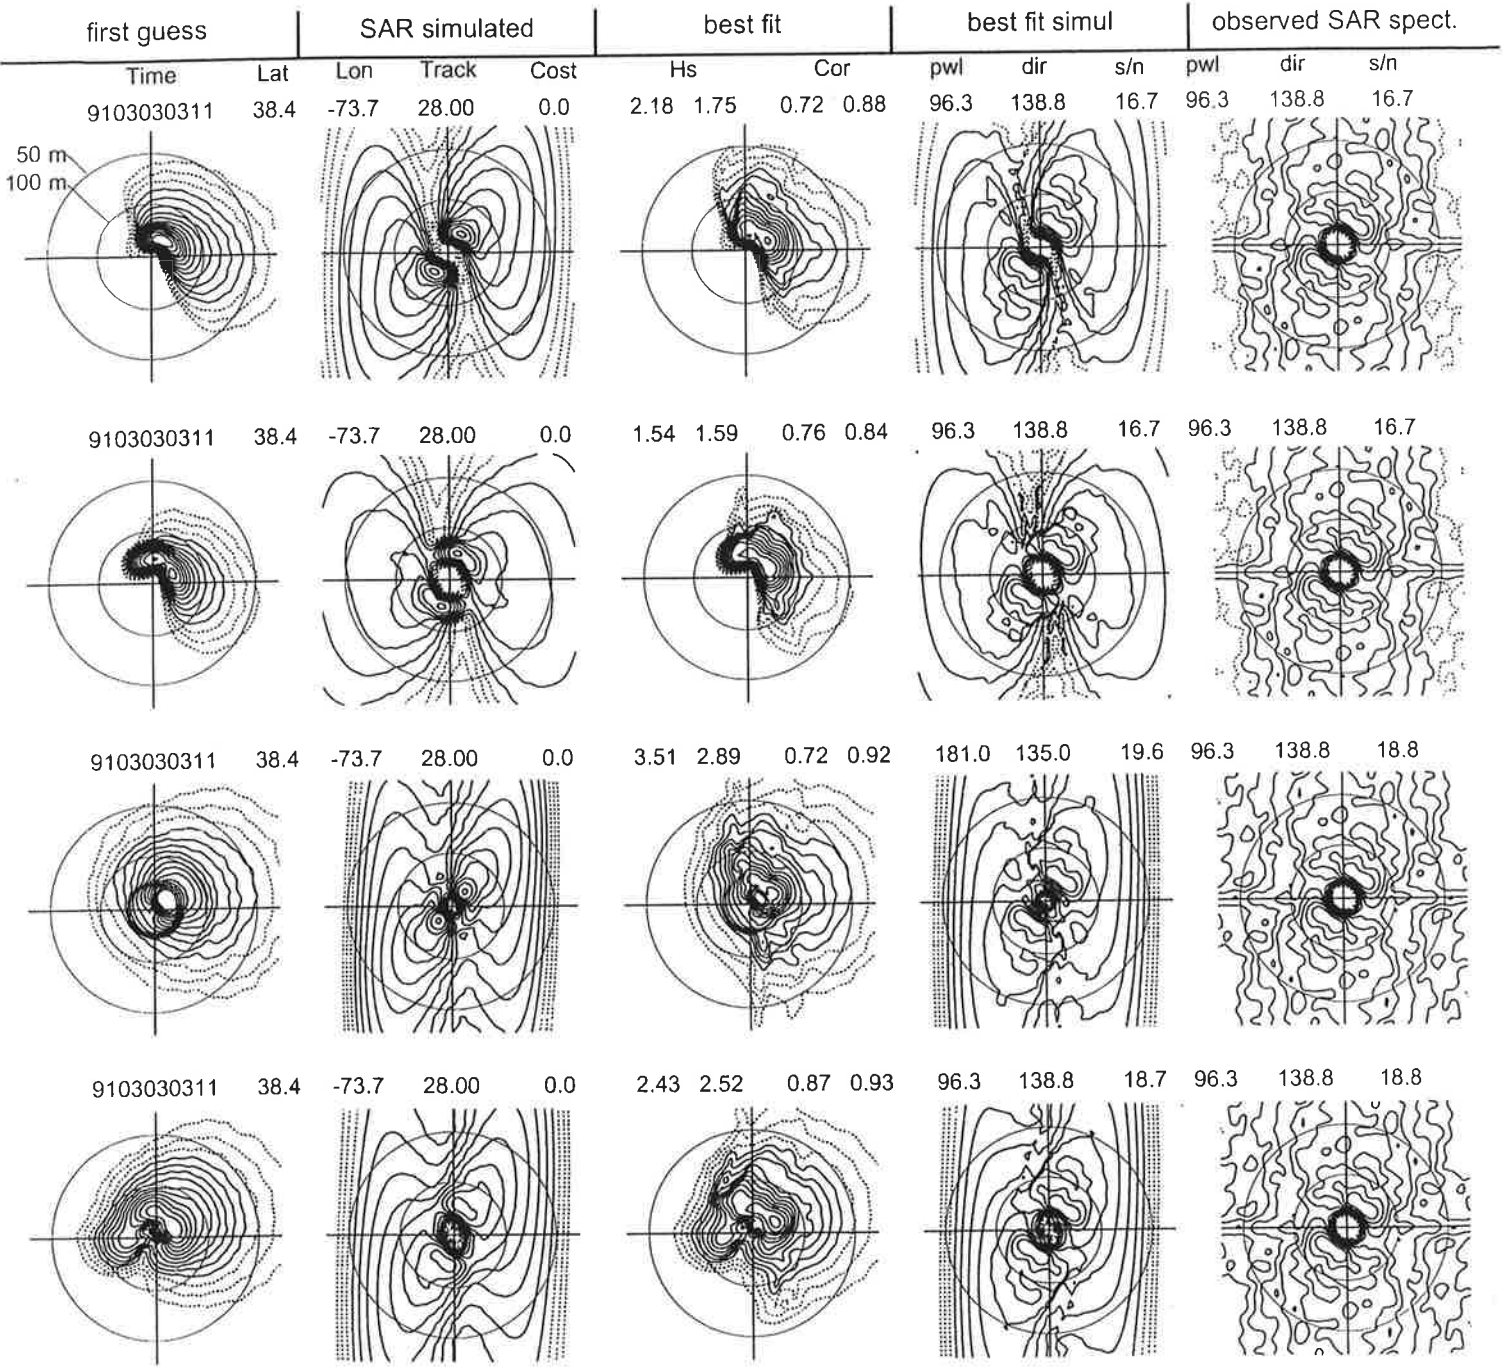 first guess SAR simulated best fit best fit simul observed SAR spect.
Time Lat Lon Track Cost Hs Cor pwl dir s/n pwl dir s/n
9103030311 38.4 -73.7 28.00 0.0 2.18 1.75 0.72 0.88 96.3 138.8 16.7 96.3 138.8 16.7
50 m
100 m
9103030311 38.4 -73.7 28.00 0.0 1.54 1.59 0.76 0.84 96.3 138.8 16.7 96.3 138.8 16.7
9103030311 38.4 -73.7 28.00 0.0 3.51 2.89 0.72 0.92 181.0 135.0 19.6 96.3 138.8 18.8
9103030311 38.4 -73.7 28.00 0.0 2.43 2.52 0.87 0.93 96.3 138.8 18.7 96.3 138.8 18.8